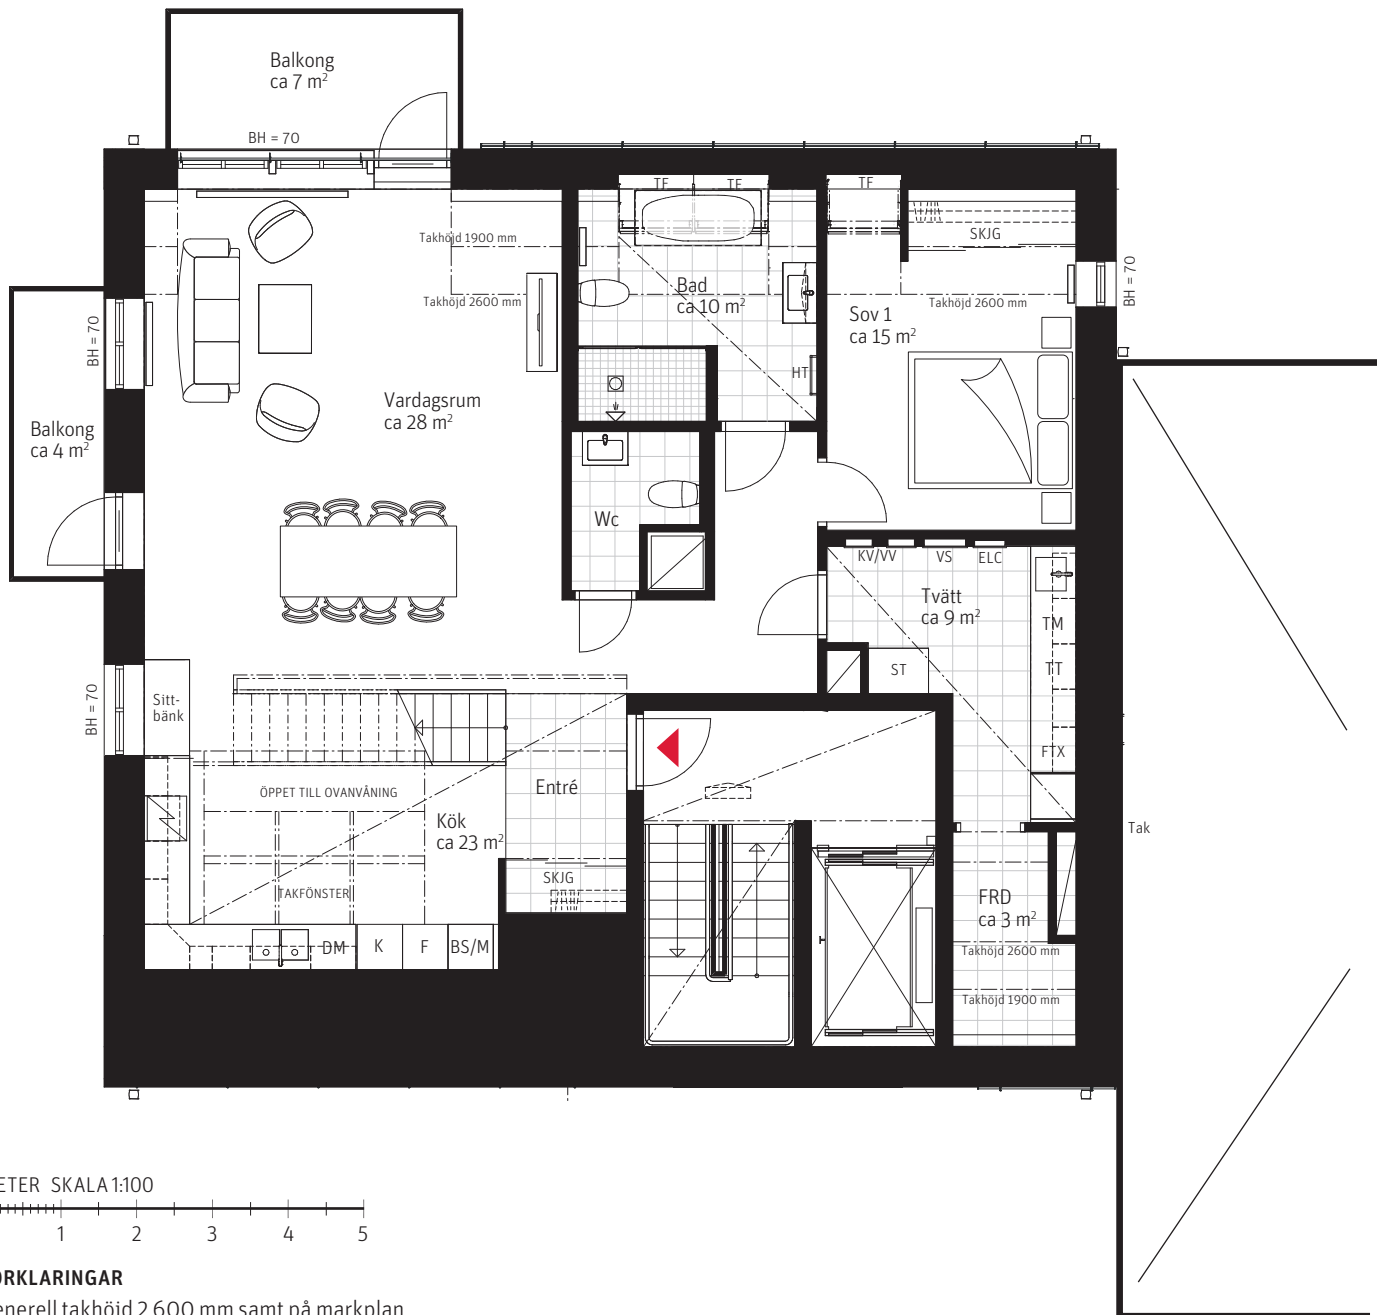 Balkong
ca 7 m²
BH = 70
TF
TF
TF
Takhöjd 1900 mm
SKJG
BH = 70
Takhöjd 2600 mm
Bad
ca 10 m²
Takhöjd 2600 mm
Sov 1
ca 15 m²
BH = 70
HT
Vardagsrum
ca 28 m²
Balkong
ca 4 m²
Wc
KV/VV
VS
ELC
Tvätt
ca 9 m²
TM
TT
ST
Sitt-
bänk
BH = 70
FTX
Entré
ÖPPET TILL OVANVÅNING
Kök
ca 23 m²
Tak
SKJG
TAKFÖNSTER
FRD
ca 3 m²
DM
K
F
BS/M
Takhöjd 2600 mm
Takhöjd 1900 mm
ETER SKALA 1:100
1 2 3 4 5
ÖRKLARINGAR
enerell takhöjd 2 600 mm samt på markplan